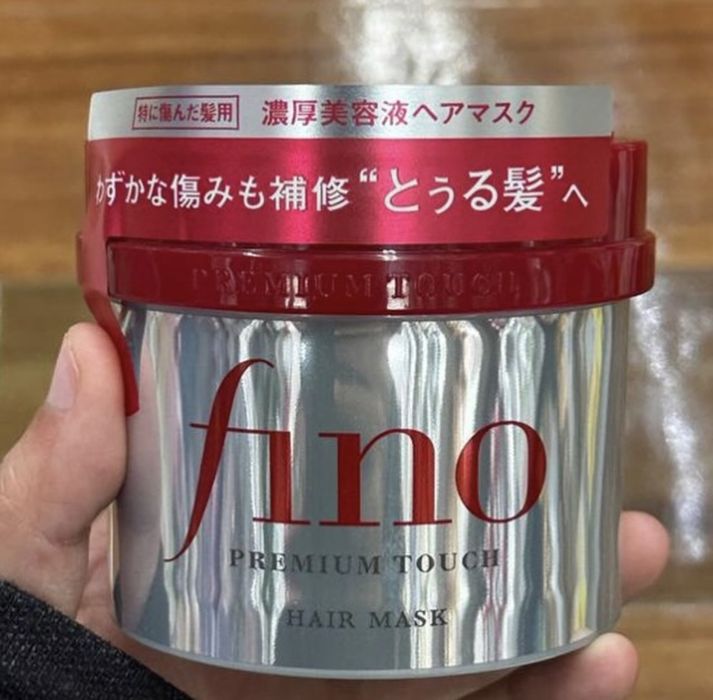 特に傷んだ髪用 濃厚美容液ヘアマスク
わずかな傷みも補修“とぅる髪”へ
PREMIUM TOUCH
fino
PREMIUM TOUCH
HAIR MASK